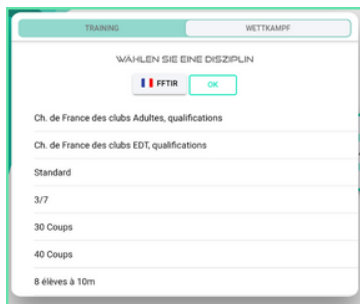 TRAINING
WETTKAMPF
WÄHLEN SIE EINE DISZIPLIN
FFTIR
OK
Ch. de France des clubs Adultes, qualifications
Ch. de France des clubs EDT, qualifications
Standard
3/7
30 Coups
40 Coups
8 élèves à 10m